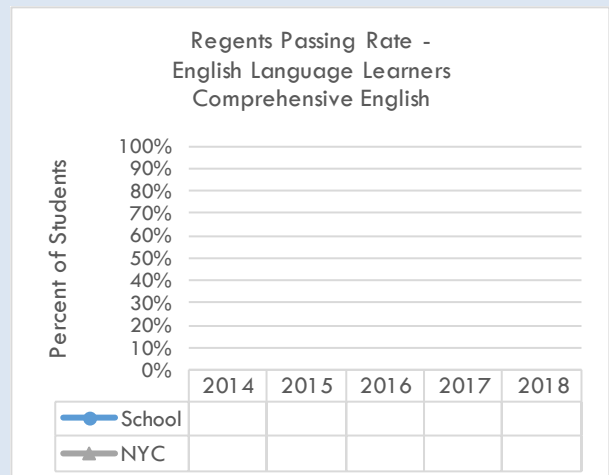 Regents Passing Rate -
English Language Learners
Comprehensive English
Percent of Students
100%
90%
80%
70%
60%
50%
40%
30%
20%
10%
0%
2014 2015 2016 2017 2018
School
NYC